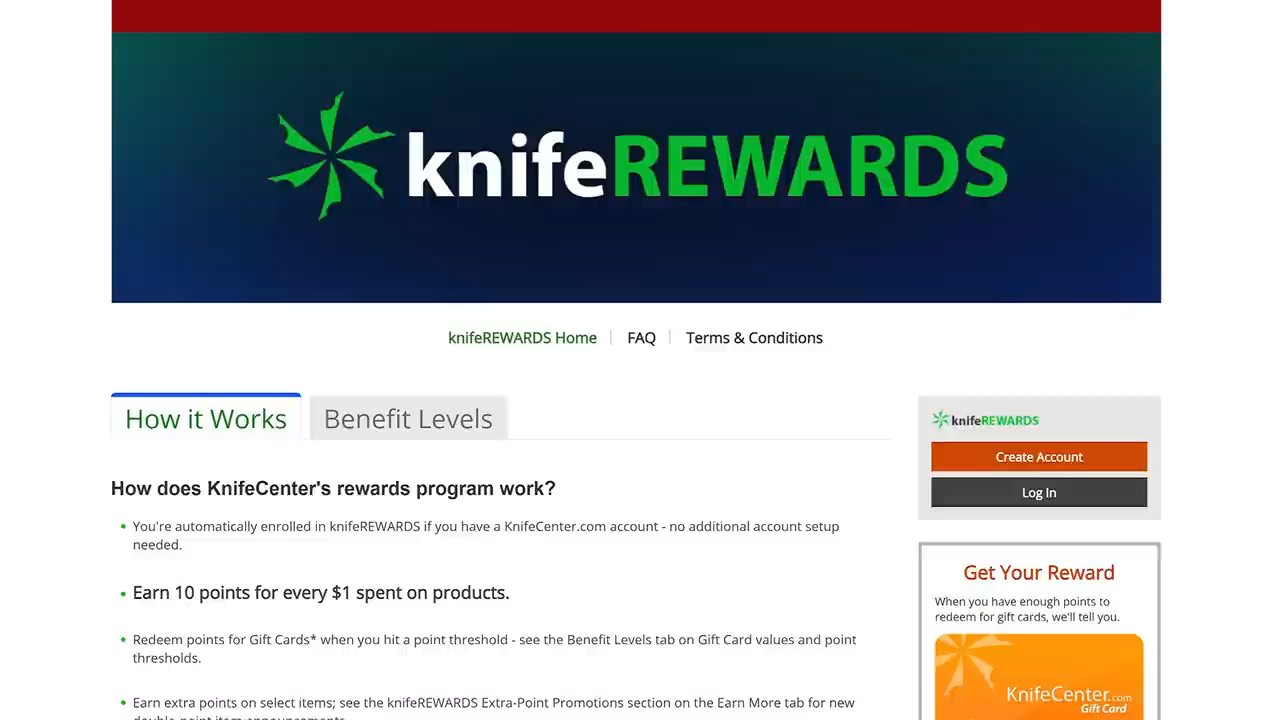 knifeREWARDS
knifeREWARDS Home
FAQ
Terms & Conditions
How it Works
Benefit Levels
How does KnifeCenter's rewards program work?
You're automatically enrolled in knifeREWARDS if you have a KnifeCenter.com account - no additional account setup
needed.
Earn 10 points for every $1 spent on products.
Redeem points for Gift Cards* when you hit a point threshold - see the Benefit Levels tab on Gift Card values and point
thresholds.
Earn extra points on select items; see the knifeREWARDS Extra-Point Promotions section on the Earn More tab for new
double-point item announcements.
knifeREWARDS
Create Account
Log In
Get Your Reward
When you have enough points to
redeem for gift cards, we'll tell you.
KnifeCenter.com
Gift Card